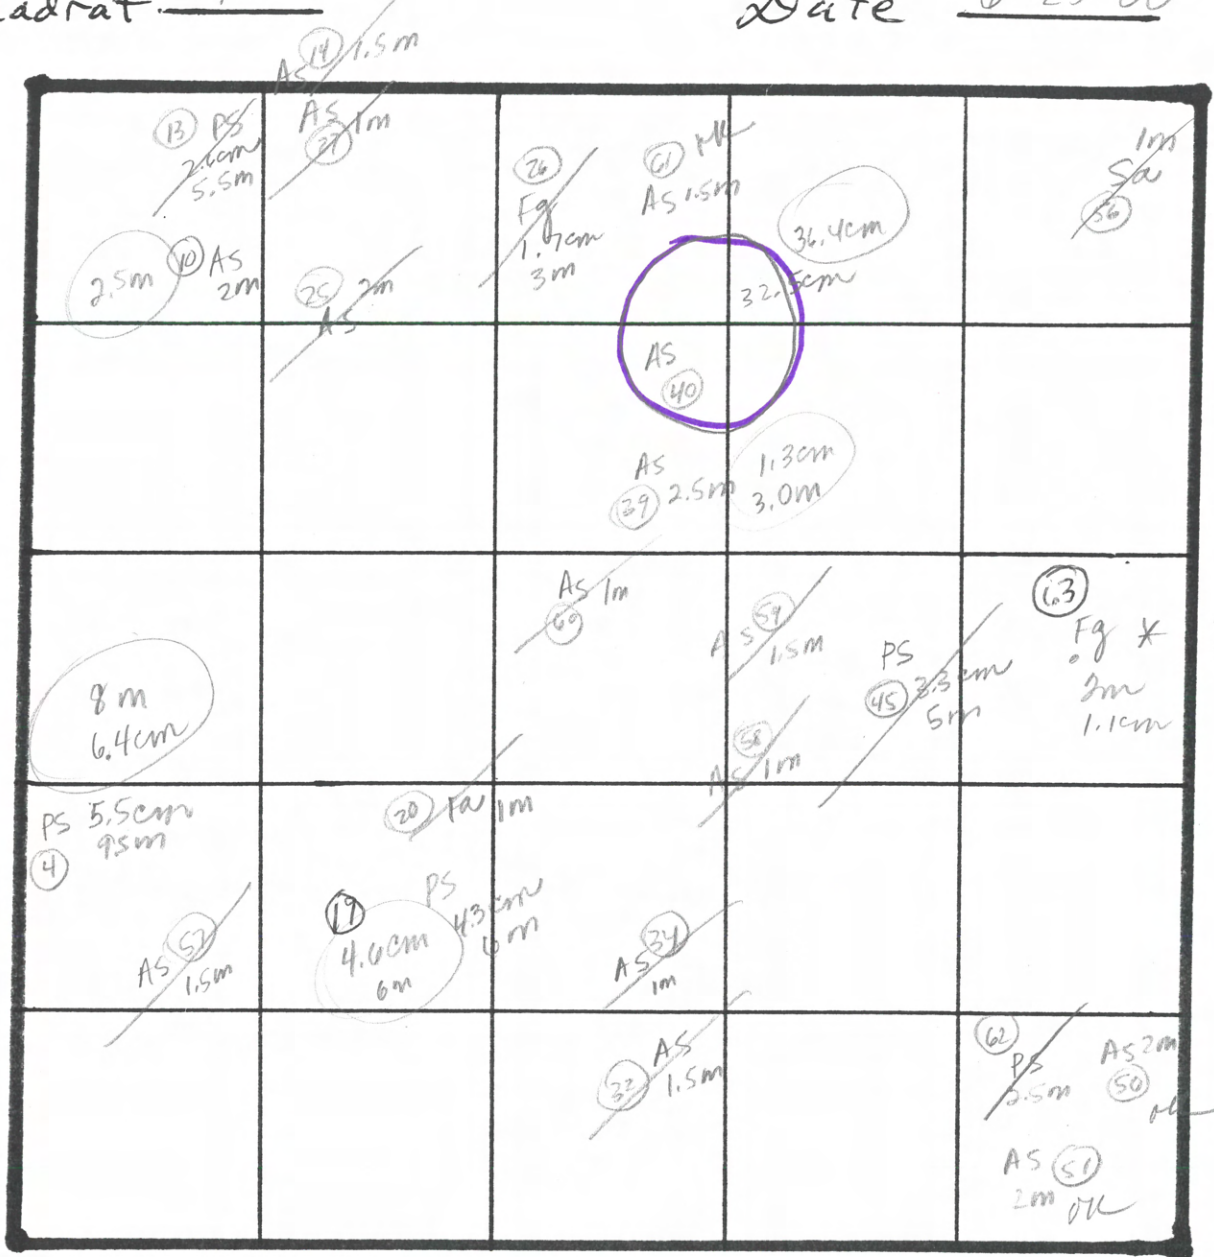 Date
14 1.5m
AS
13 PS
2.6cm
5.5m
AS 1m
26
Fg
1.7cm
3m
61 OK
AS 1.5m
36.4cm
1m
Sa
56
2.5m
10 AS
2m
25 2m
AS
32.5cm
AS
40
AS
39 2.5m
1.3cm
3.0m
AS 1m
59
AS
1.5m
PS
45 3.3cm
5m
63
Fg *
2m
1.1cm
8m
6.4cm
58
AS 1m
PS 5.5cm
4
20 Fa 1m
19
PS
4.3cm
6m
4.6cm
6m
AS 52
1.5m
AS 34
1m
AS
32 1.5m
62
PS
2.5m
AS 2m
50
OK
AS 51
2m OK